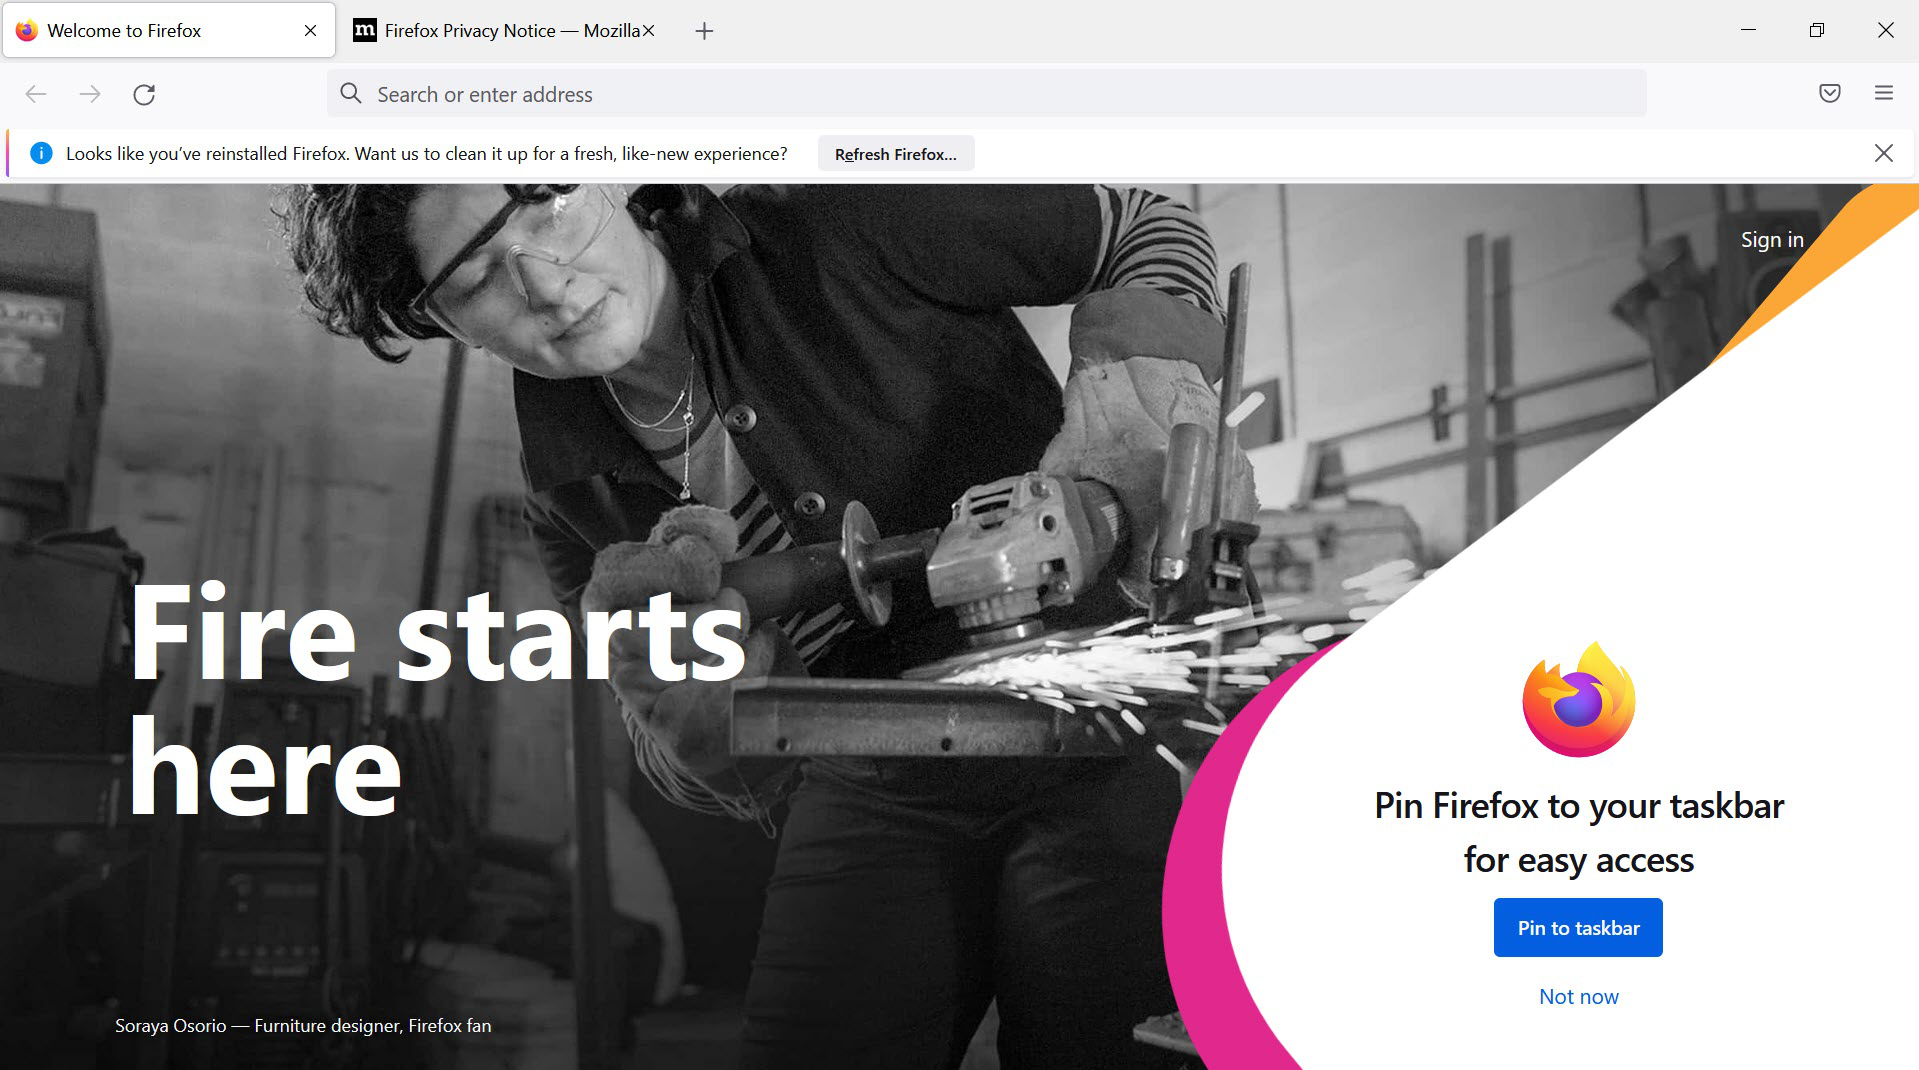 Welcome to Firefox
m Firefox Privacy Notice — Mozilla
Search or enter address
Looks like you’ve reinstalled Firefox. Want us to clean it up for a fresh, like-new experience? Refresh Firefox...
Sign in
Fire starts
here
Pin Firefox to your taskbar
for easy access
Pin to taskbar
Not now
Soraya Osorio — Furniture designer, Firefox fan